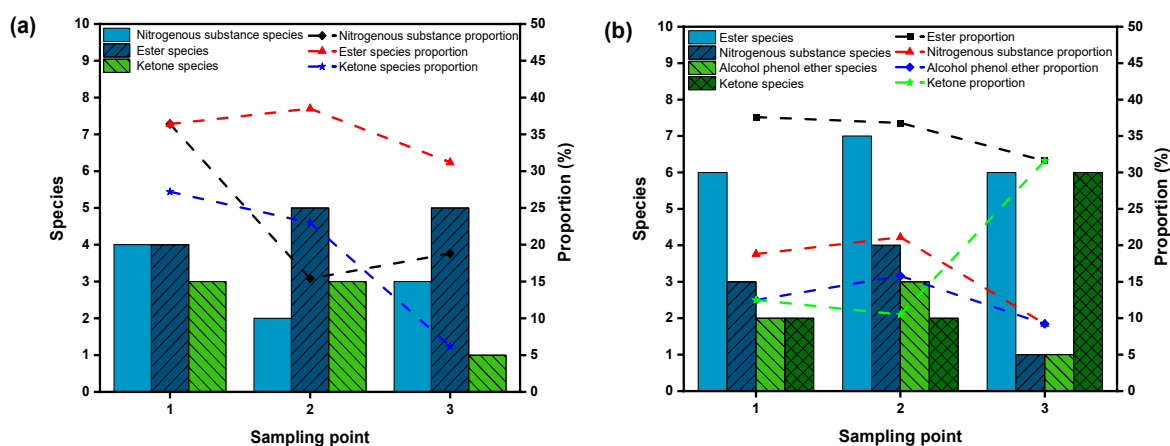 (a)
Nitrogenous substance species
Ester species
Ketone species
Nitrogenous substance proportion
Ester species proportion
Ketone species proportion
Species
10
9
8
7
6
5
4
3
2
1
0
Proportion (%)
50
45
40
35
30
25
20
15
10
5
0
1 2 3
Sampling point
(b)
Ester species
Nitrogenous substance species
Alcohol phenol ether species
Ketone species
Ester proportion
Nitrogenous substance proportion
Alcohol phenol ether proportion
Ketone proportion
Species
10
9
8
7
6
5
4
3
2
1
0
Proportion (%)
50
45
40
35
30
25
20
15
10
5
0
1 2 3
Sampling point